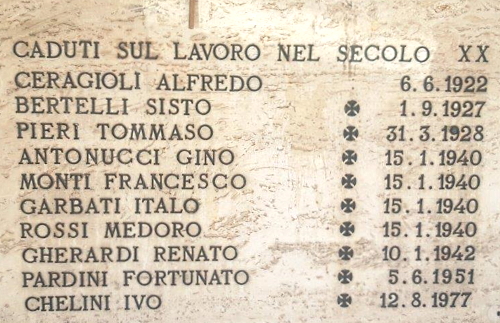 CADUTI SUL LAVORO NEL SECOLO XX
CERAGIOLI ALFREDO 6.6.1922
BERTELLI SISTO ✠ 1.9.1927
PIERI TOMMASO ✠ 31.3.1928
ANTONUCCI GINO ✠ 15.1.1940
MONTI FRANCESCO ✠ 15.1.1940
GARBATI ITALO ✠ 15.1.1940
ROSSI MEDORO ✠ 15.1.1940
GHERARDI RENATO ✠ 10.1.1942
PARDINI FORTUNATO ✠ 5.6.1951
CHELINI IVO ✠ 12.8.1977